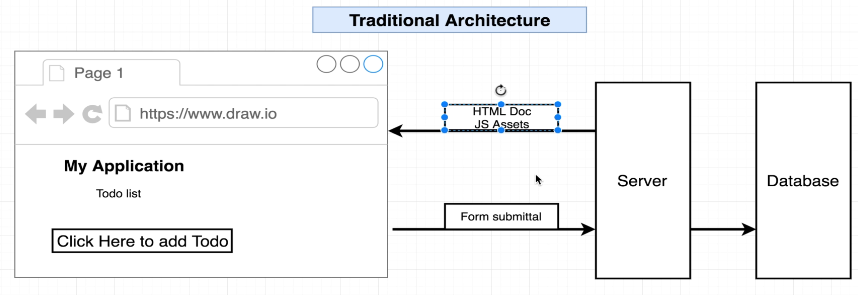 Traditional Architecture
Page 1
https://www.draw.io
My Application
Todo list
Click Here to add Todo
HTML Doc
JS Assets
Form submittal
Server
Database